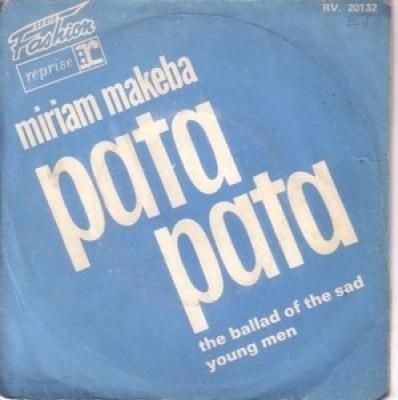 Fashion
reprise
RV. 20132
miriam makeba
pata
pata
the ballad of the sad
young men